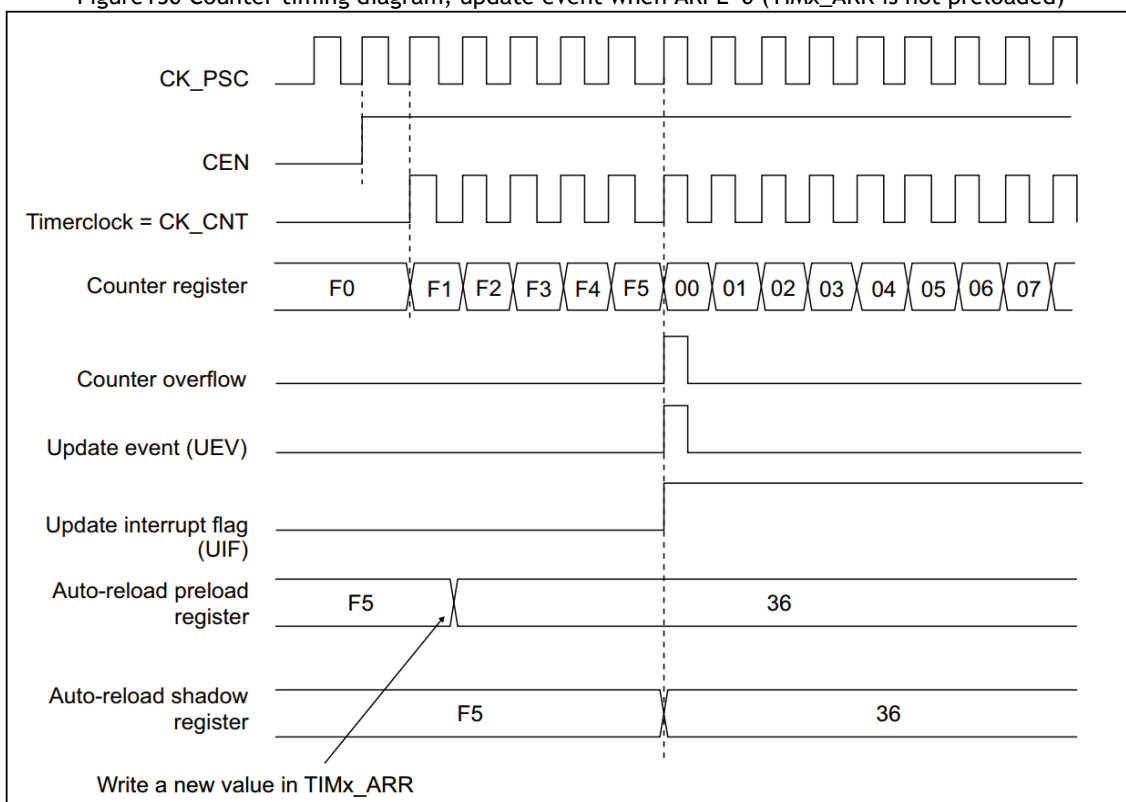 Figure130 Counter timing diagram, update event when ARPE=0 (TIMx_ARR is not preloaded)
CK_PSC
CEN
Timerclock = CK_CNT
Counter register
F0 F1 F2 F3 F4 F5 00 01 02 03 04 05 06 07
Counter overflow
Update event (UEV)
Update interrupt flag
(UIF)
Auto-reload preload
register
F5 36
Auto-reload shadow
register
F5 36
Write a new value in TIMx_ARR